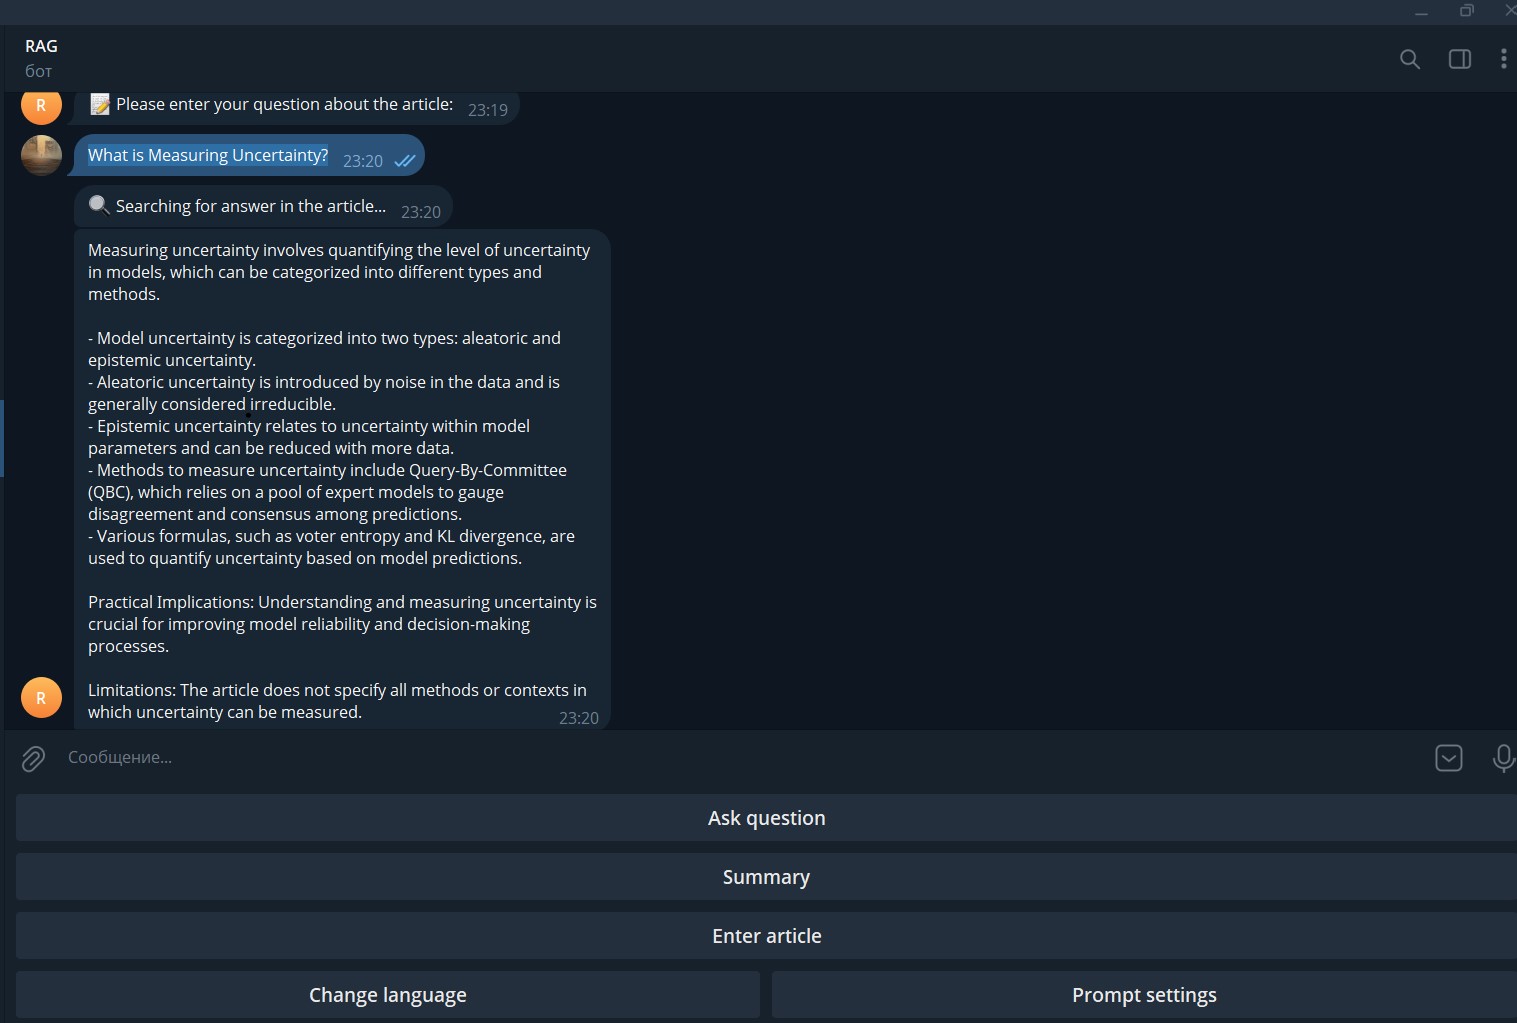 RAG
бот
R
Please enter your question about the article: 23:19
What is Measuring Uncertainty? 23:20
Searching for answer in the article... 23:20
Measuring uncertainty involves quantifying the level of uncertainty
in models, which can be categorized into different types and
methods.
- Model uncertainty is categorized into two types: aleatoric and
epistemic uncertainty.
- Aleatoric uncertainty is introduced by noise in the data and is
generally considered irreducible.
- Epistemic uncertainty relates to uncertainty within model
parameters and can be reduced with more data.
- Methods to measure uncertainty include Query-By-Committee
(QBC), which relies on a pool of expert models to gauge
disagreement and consensus among predictions.
- Various formulas, such as voter entropy and KL divergence, are
used to quantify uncertainty based on model predictions.
Practical Implications: Understanding and measuring uncertainty is
crucial for improving model reliability and decision-making
processes.
Limitations: The article does not specify all methods or contexts in
which uncertainty can be measured.
23:20
R
Сообщение...
Ask question
Summary
Enter article
Change language
Prompt settings